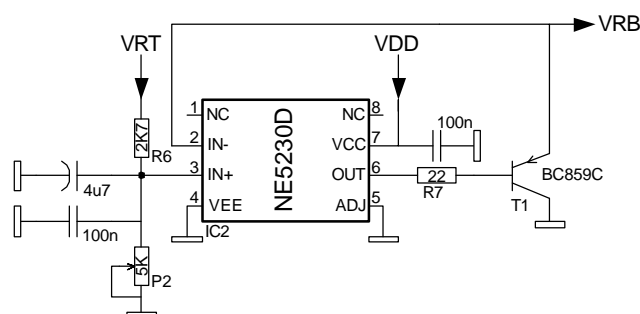 VRB
VRT
VDD
1 NC NC 8
100n
2 IN- VCC 7
2K7
R6
NE5230D
3 IN+ OUT 6
22
R7
BC859C
4u7
4 VEE ADJ 5
T1
IC2
100n
5K
P2